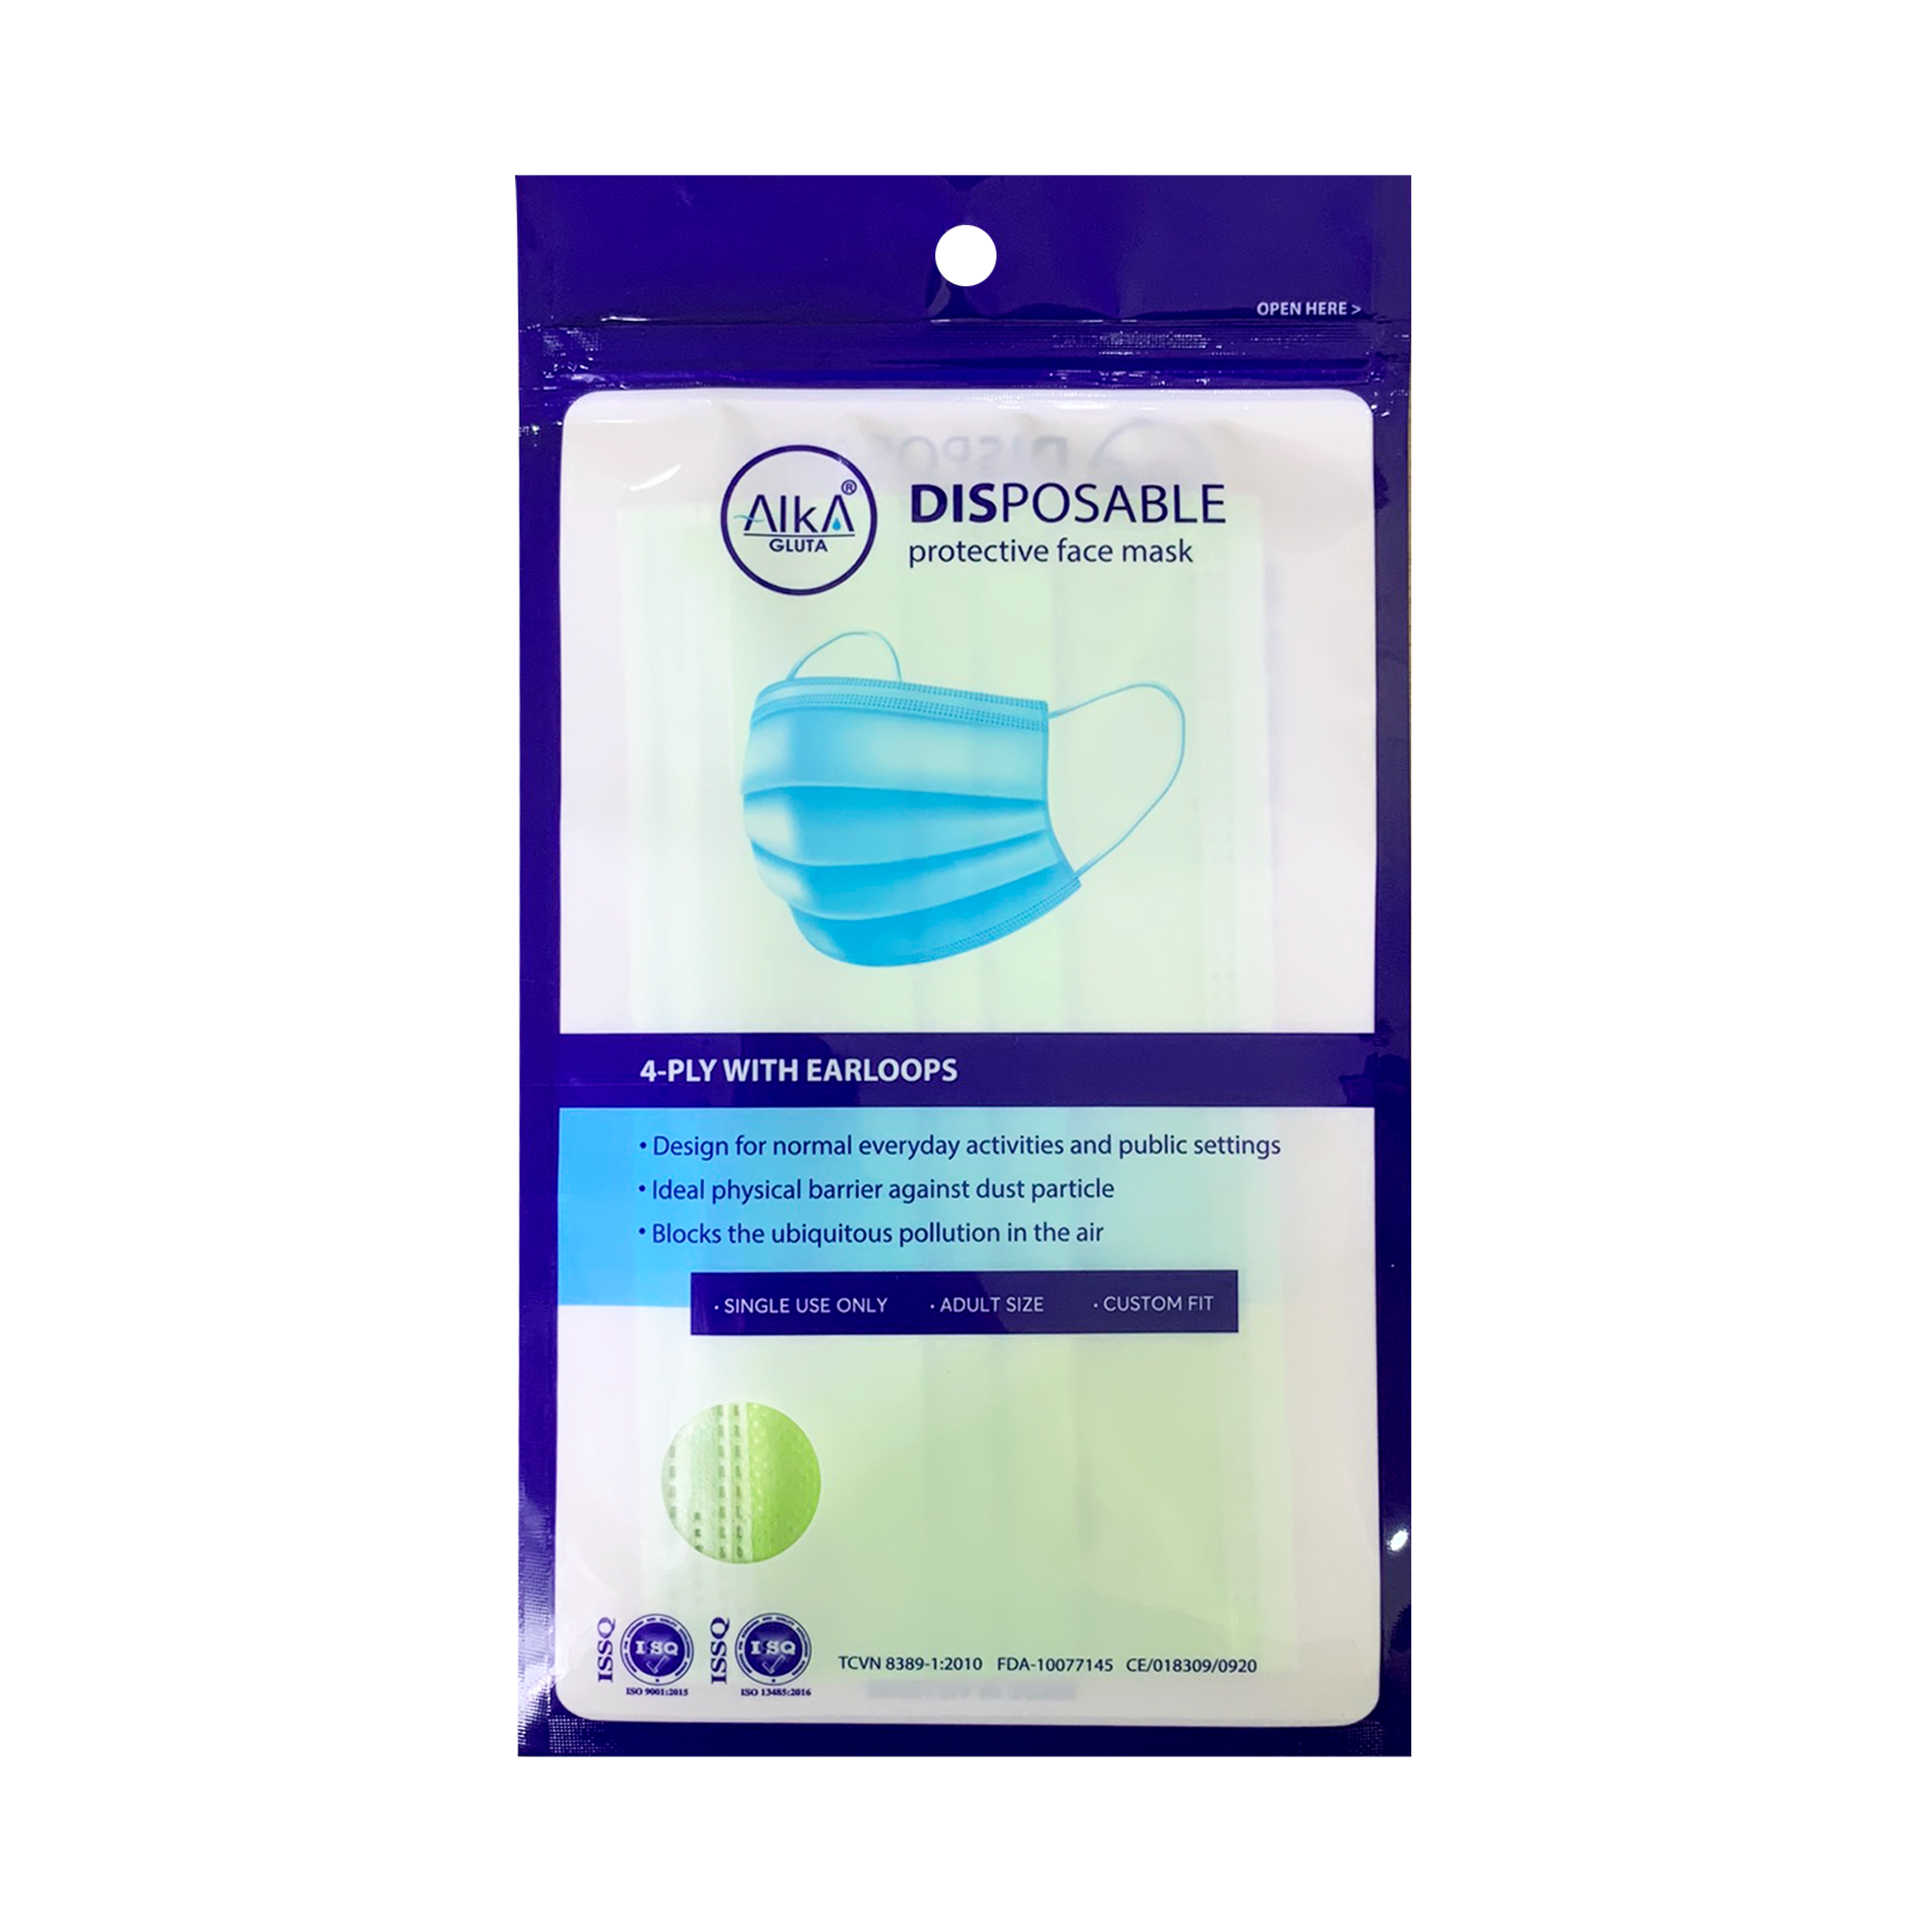 OPEN HERE >
AlkA®
GLUTA
DISPOSABLE
protective face mask
4-PLY WITH EARLOOPS
• Design for normal everyday activities and public settings
• Ideal physical barrier against dust particle
• Blocks the ubiquitous pollution in the air
• SINGLE USE ONLY • ADULT SIZE • CUSTOM FIT
ISSQ ISSQ ISSQ ISSQ
ISO 9001:2015 ISO 13485:2016
TCVN 8389-1:2010 FDA-10077145 CE/018309/0920